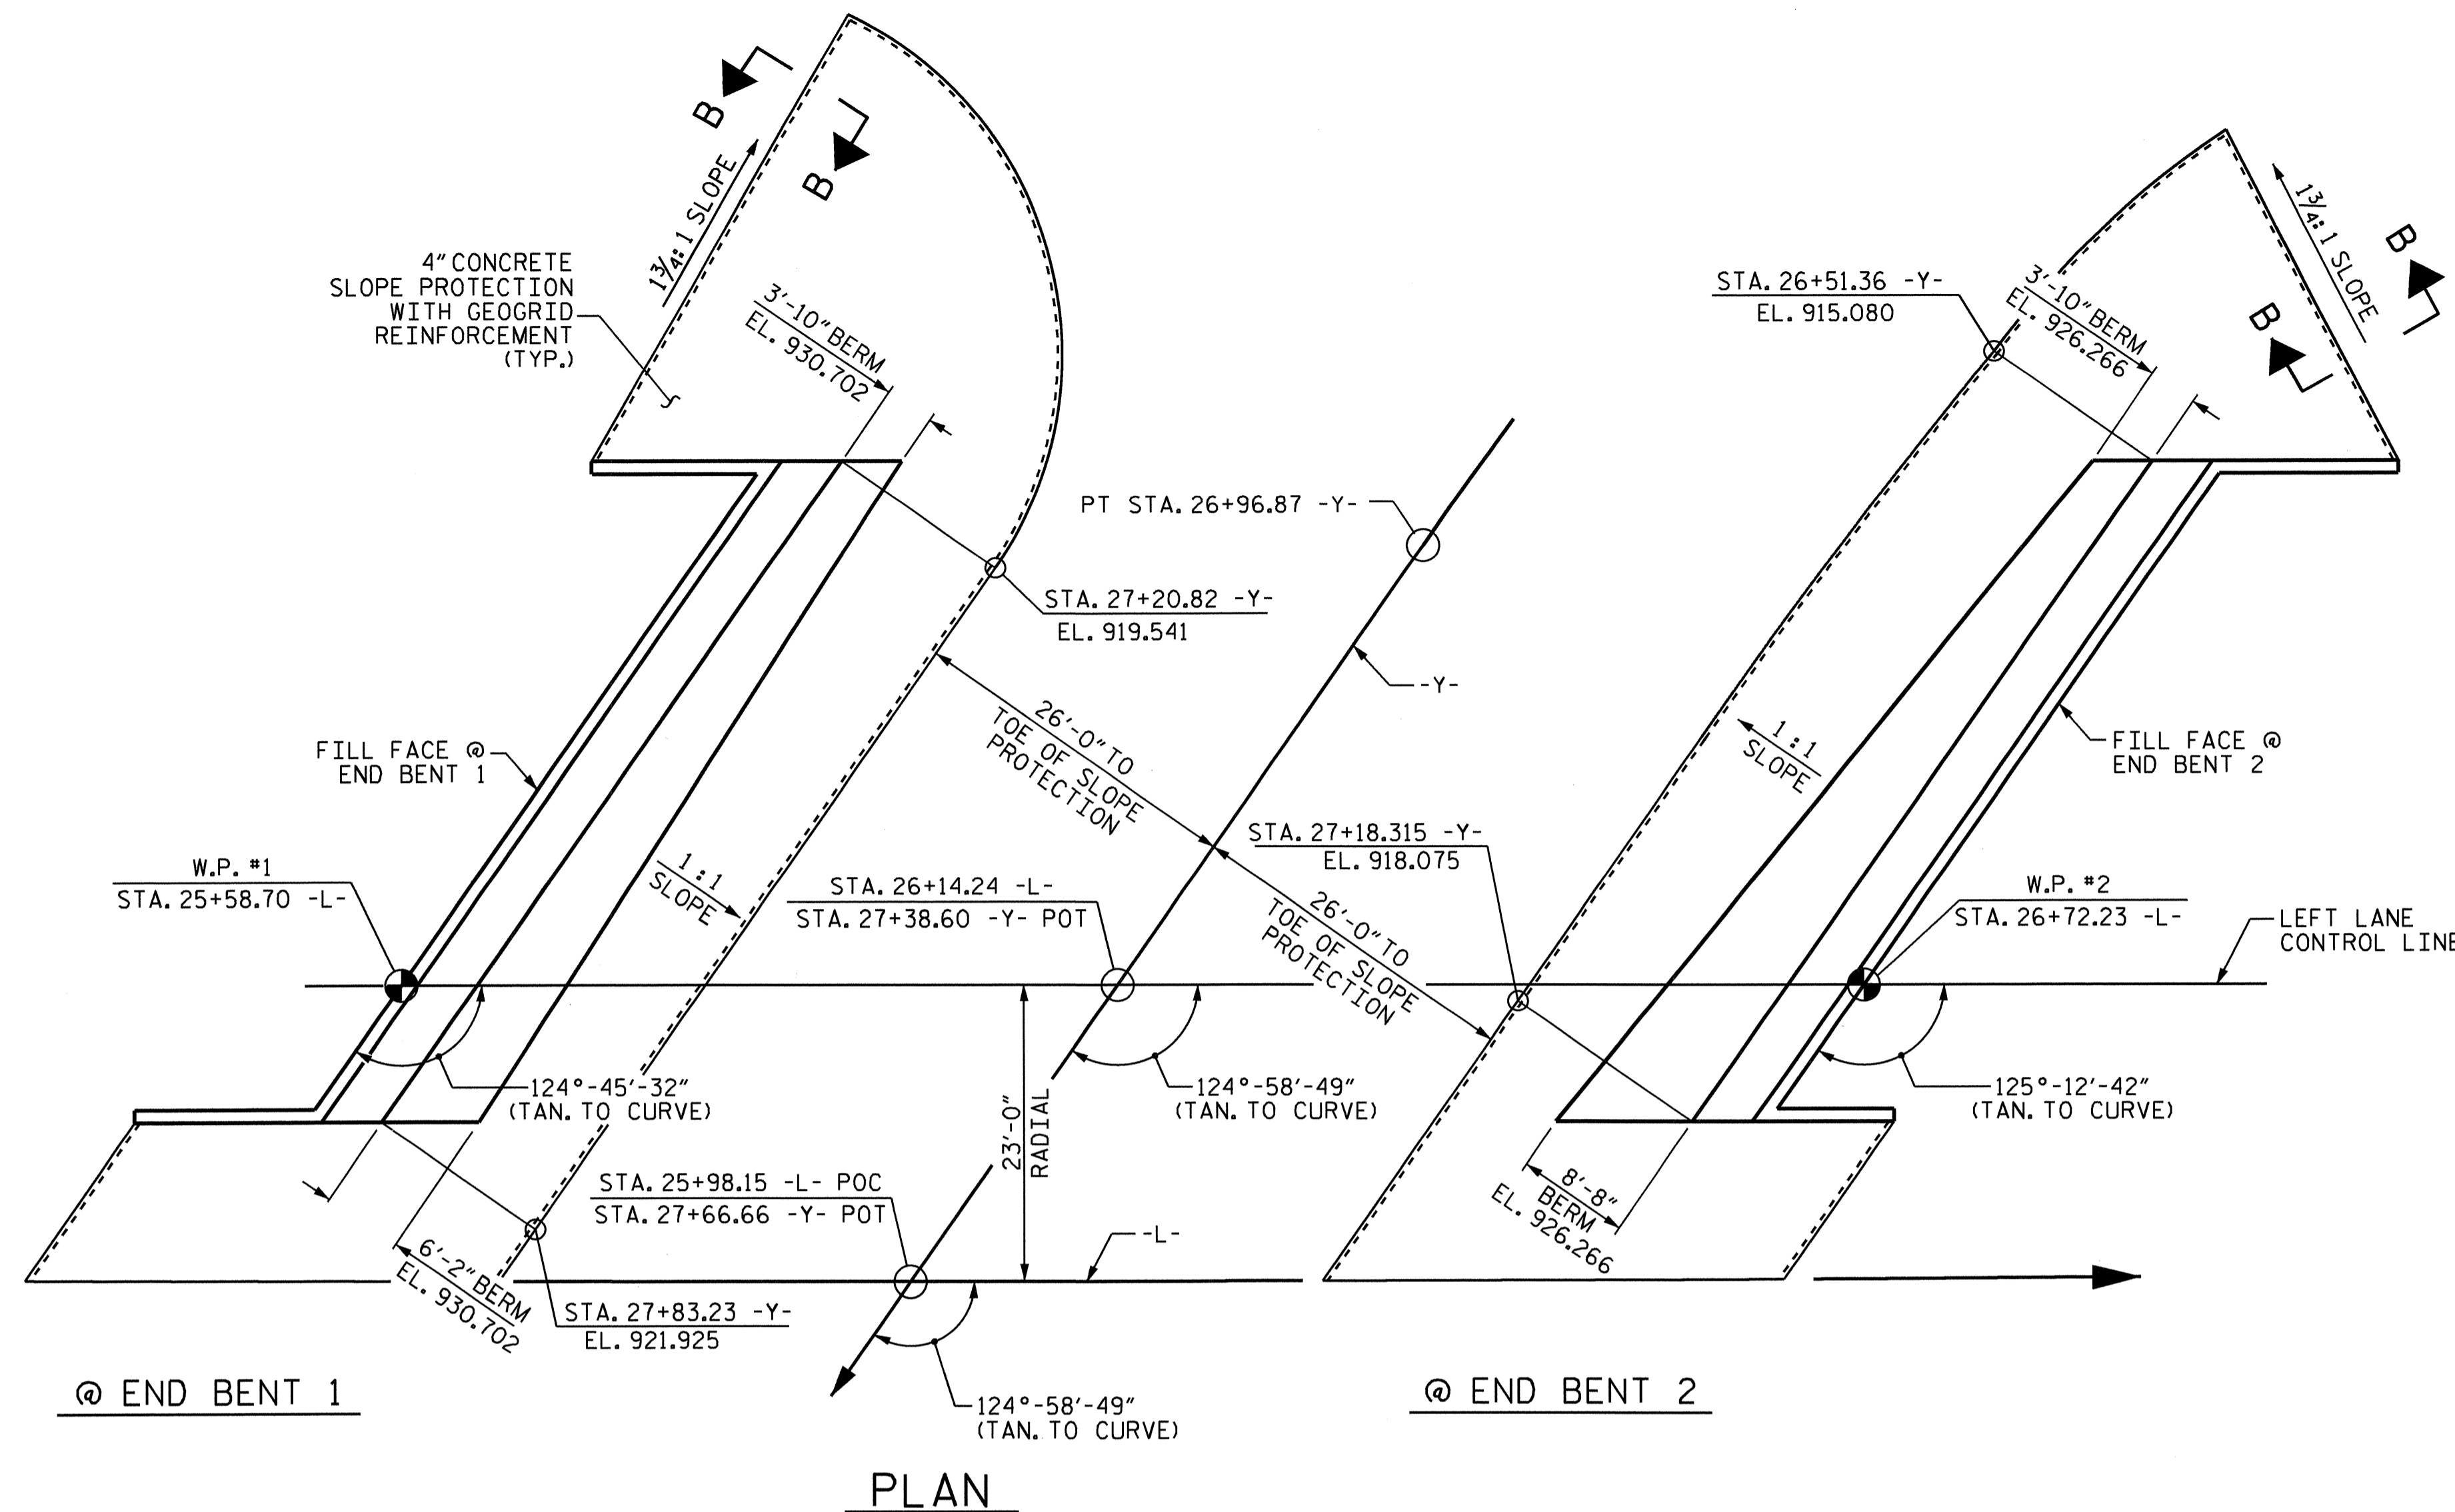 B
B
1¾:1 SLOPE
4" CONCRETE
SLOPE PROTECTION
WITH GEOGRID
REINFORCEMENT
(TYP.)
3'-10" BERM
EL. 930.702
STA. 26+51.36 -Y-
EL. 915.080
3'-10" BERM
EL. 926.266
1¾:1 SLOPE
B
B
PT STA. 26+96.87 -Y-
STA. 27+20.82 -Y-
EL. 919.541
-Y-
FILL FACE @
END BENT 1
26'-0" TO
TOE OF SLOPE
PROTECTION
1:1
SLOPE
FILL FACE @
END BENT 2
W.P. #1
STA. 25+58.70 -L-
1:1
SLOPE
STA. 26+14.24 -L-
STA. 27+38.60 -Y- POT
STA. 27+18.315 -Y-
EL. 918.075
26'-0" TO
TOE OF SLOPE
PROTECTION
W.P. #2
STA. 26+72.23 -L-
LEFT LANE
CONTROL LINE
124°-45'-32"
(TAN. TO CURVE)
124°-58'-49"
(TAN. TO CURVE)
125°-12'-42"
(TAN. TO CURVE)
23'-0"
RADIAL
STA. 25+98.15 -L- POC
STA. 27+66.66 -Y- POT
-L-
8'-8"
BERM
EL. 926.266
6'-2" BERM
EL. 930.702
STA. 27+83.23 -Y-
EL. 921.925
124°-58'-49"
(TAN. TO CURVE)
@ END BENT 1
@ END BENT 2
PLAN